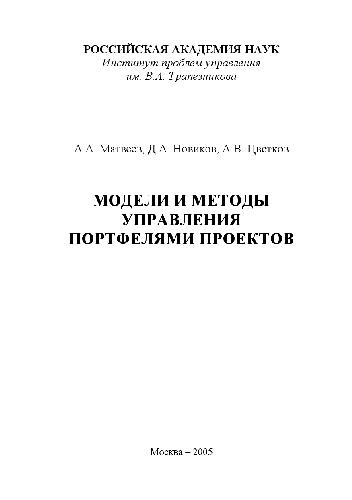 РОССИЙСКАЯ АКАДЕМИЯ НАУК
Институт проблем управления
им. В.А. Трапезникова
А.А. Матвеев, Д.А. Новиков, А.В. Цветков
МОДЕЛИ И МЕТОДЫ
УПРАВЛЕНИЯ
ПОРТФЕЛЯМИ ПРОЕКТОВ
Москва – 2005